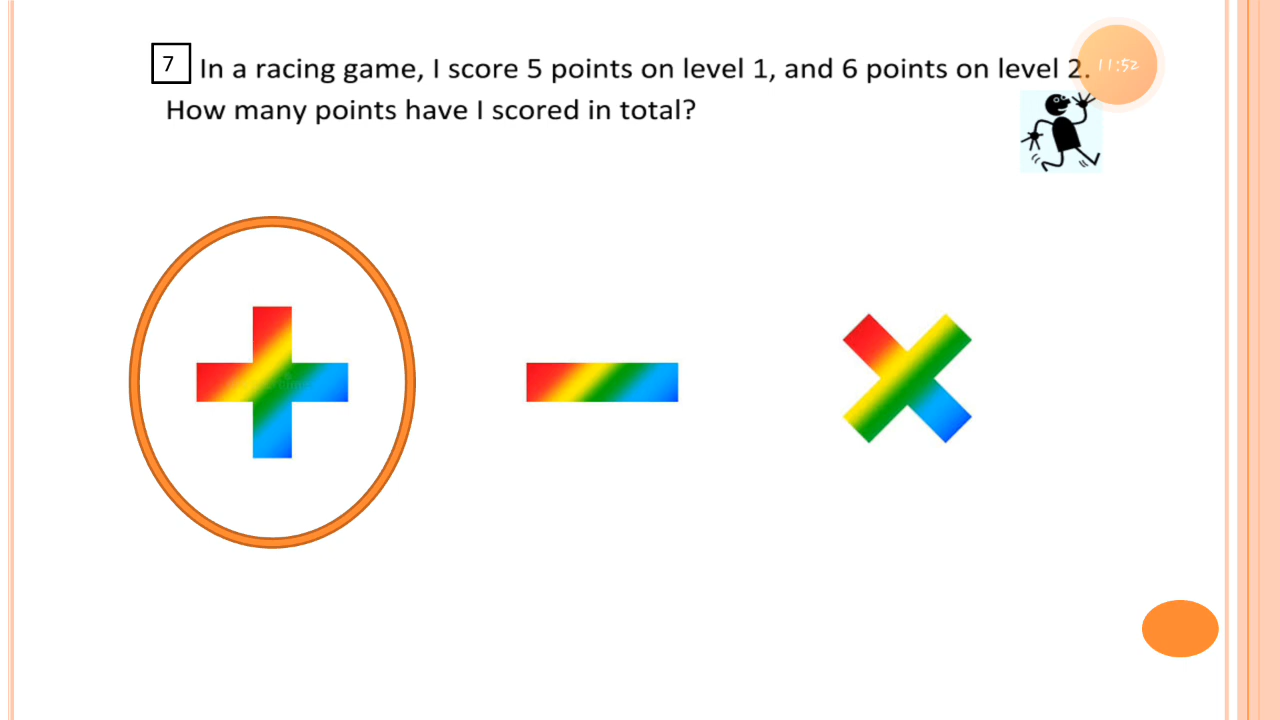 7 In a racing game, I score 5 points on level 1, and 6 points on level 2.
How many points have I scored in total?
11:52